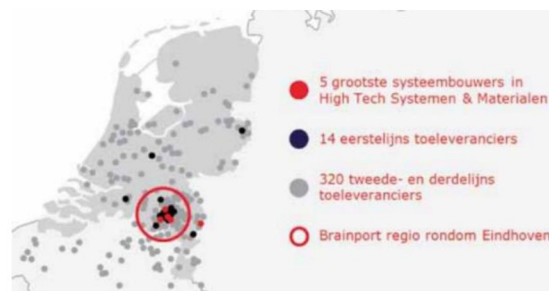 5 grootste systeembouwers in
High Tech Systemen & Materialen
14 eerstelijns toeleveranciers
320 tweede- en derdelijns
toeleveranciers
Brainport regio rondom Eindhoven